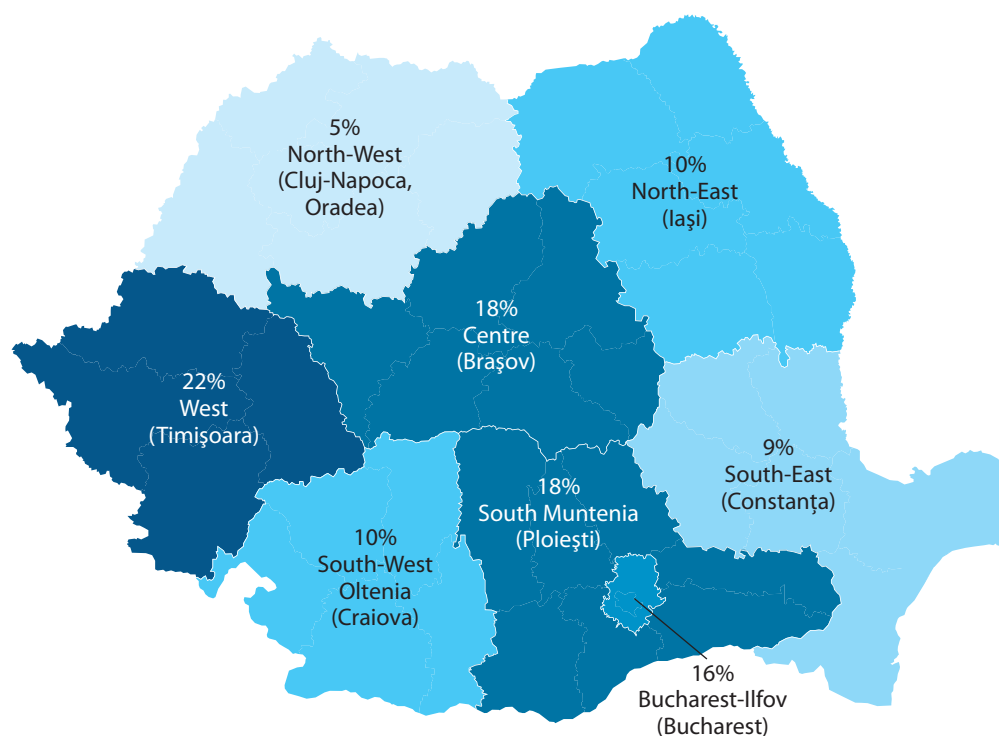 5%
North-West
(Cluj-Napoca,
Oradea)
10%
North-East
(Iaşi)
18%
Centre
(Braşov)
22%
West
(Timişoara)
9%
South-East
(Constanţa)
18%
South Muntenia
(Ploieşti)
10%
South-West
Oltenia
(Craiova)
16%
Bucharest-Ilfov
(Bucharest)